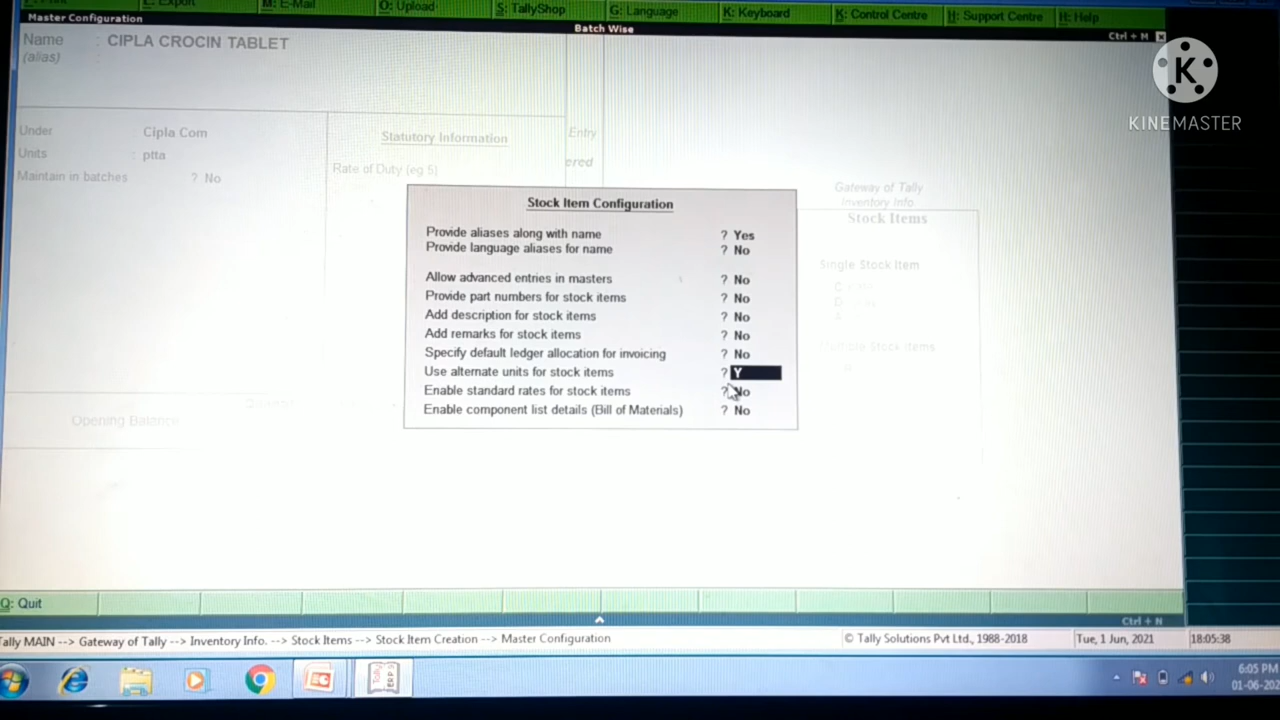 P: Print
E: Export
M: E-Mail
O: Upload
S: TallyShop
G: Language
K: Keyboard
K: Control Centre
H: Support Centre
H: Help
Master Configuration
Batch Wise
Ctrl + M
Name : CIPLA CROCIN TABLET
(alias) :
K
KINEMASTER
Under : Cipla Com
Units : ptta
Maintain in batches ? No
Statutory Information
Rate of Duty (eg 5)
Entry
ered
Gateway of Tally
Inventory Info.
Stock Items
Single Stock Item
Multiple Stock Items
Stock Item Configuration
Provide aliases along with name ? Yes
Provide language aliases for name ? No
Allow advanced entries in masters ? No
Provide part numbers for stock items ? No
Add description for stock items ? No
Add remarks for stock items ? No
Specify default ledger allocation for invoicing ? No
Use alternate units for stock items ? Y
Enable standard rates for stock items ? No
Enable component list details (Bill of Materials) ? No
Opening Balance
Q: Quit
Ctrl + N
Tally MAIN --> Gateway of Tally --> Inventory Info. --> Stock Items --> Stock Item Creation --> Master Configuration
© Tally Solutions Pvt Ltd., 1988-2018
Tue, 1 Jun, 2021
18:05:38
6:05 PM
01-06-202